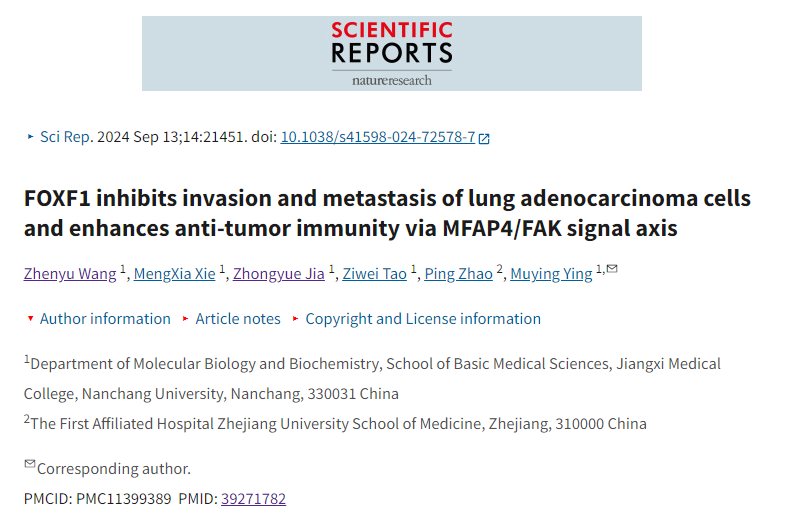 SCIENTIFIC
REPORTS
natureresearch
Sci Rep. 2024 Sep 13;14:21451. doi: 10.1038/s41598-024-72578-7
FOXF1 inhibits invasion and metastasis of lung adenocarcinoma cells
and enhances anti-tumor immunity via MFAP4/FAK signal axis
Zhenyu Wang 1, MengXia Xie 1, Zhongyue Jia 1, Ziwei Tao 1, Ping Zhao 2, Muying Ying 1,✉
Author information Article notes Copyright and License information
1Department of Molecular Biology and Biochemistry, School of Basic Medical Sciences, Jiangxi Medical
College, Nanchang University, Nanchang, 330031 China
2The First Affiliated Hospital Zhejiang University School of Medicine, Zhejiang, 310000 China
✉Corresponding author.
PMCID: PMC11399389 PMID: 39271782